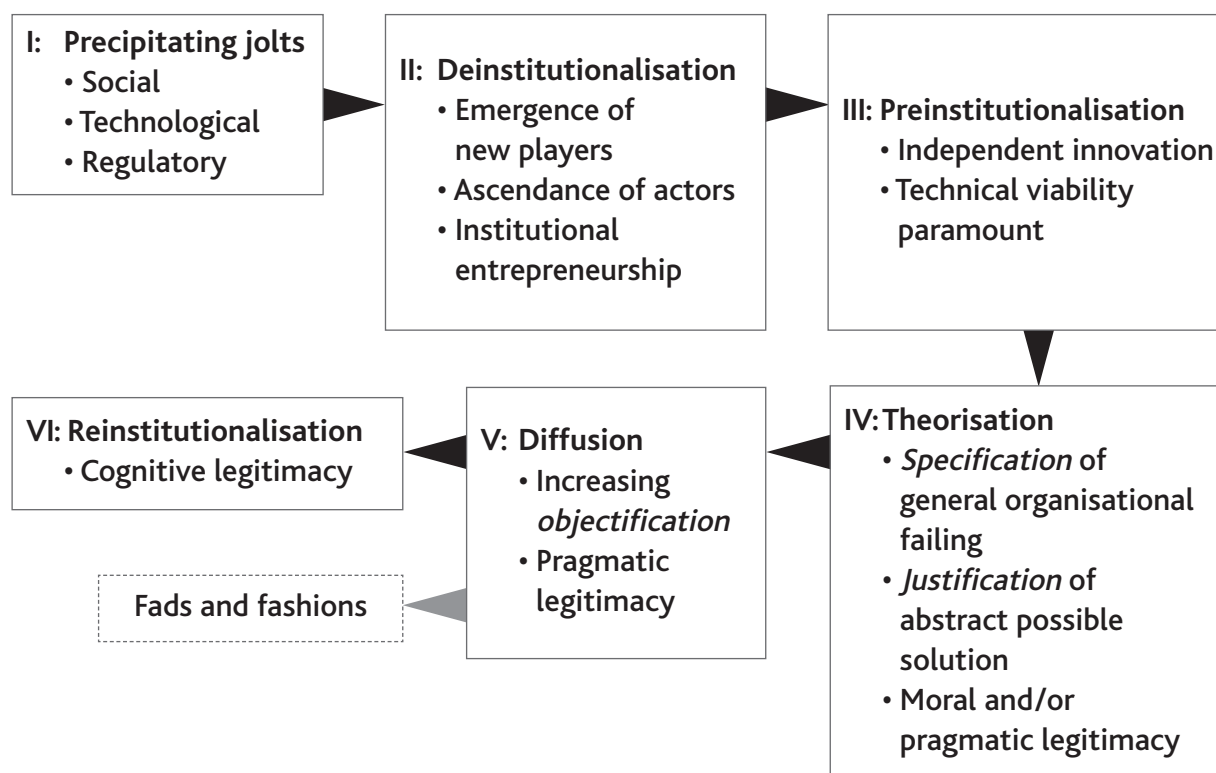 I: Precipitating jolts
• Social
• Technological
• Regulatory
II: Deinstitutionalisation
• Emergence of
new players
• Ascendance of actors
• Institutional
entrepreneurship
III: Preinstitutionalisation
• Independent innovation
• Technical viability
paramount
IV: Theorisation
• Specification of
general organisational
failing
• Justification of
abstract possible
solution
• Moral and/or
pragmatic legitimacy
V: Diffusion
• Increasing
objectification
• Pragmatic
legitimacy
VI: Reinstitutionalisation
• Cognitive legitimacy
Fads and fashions